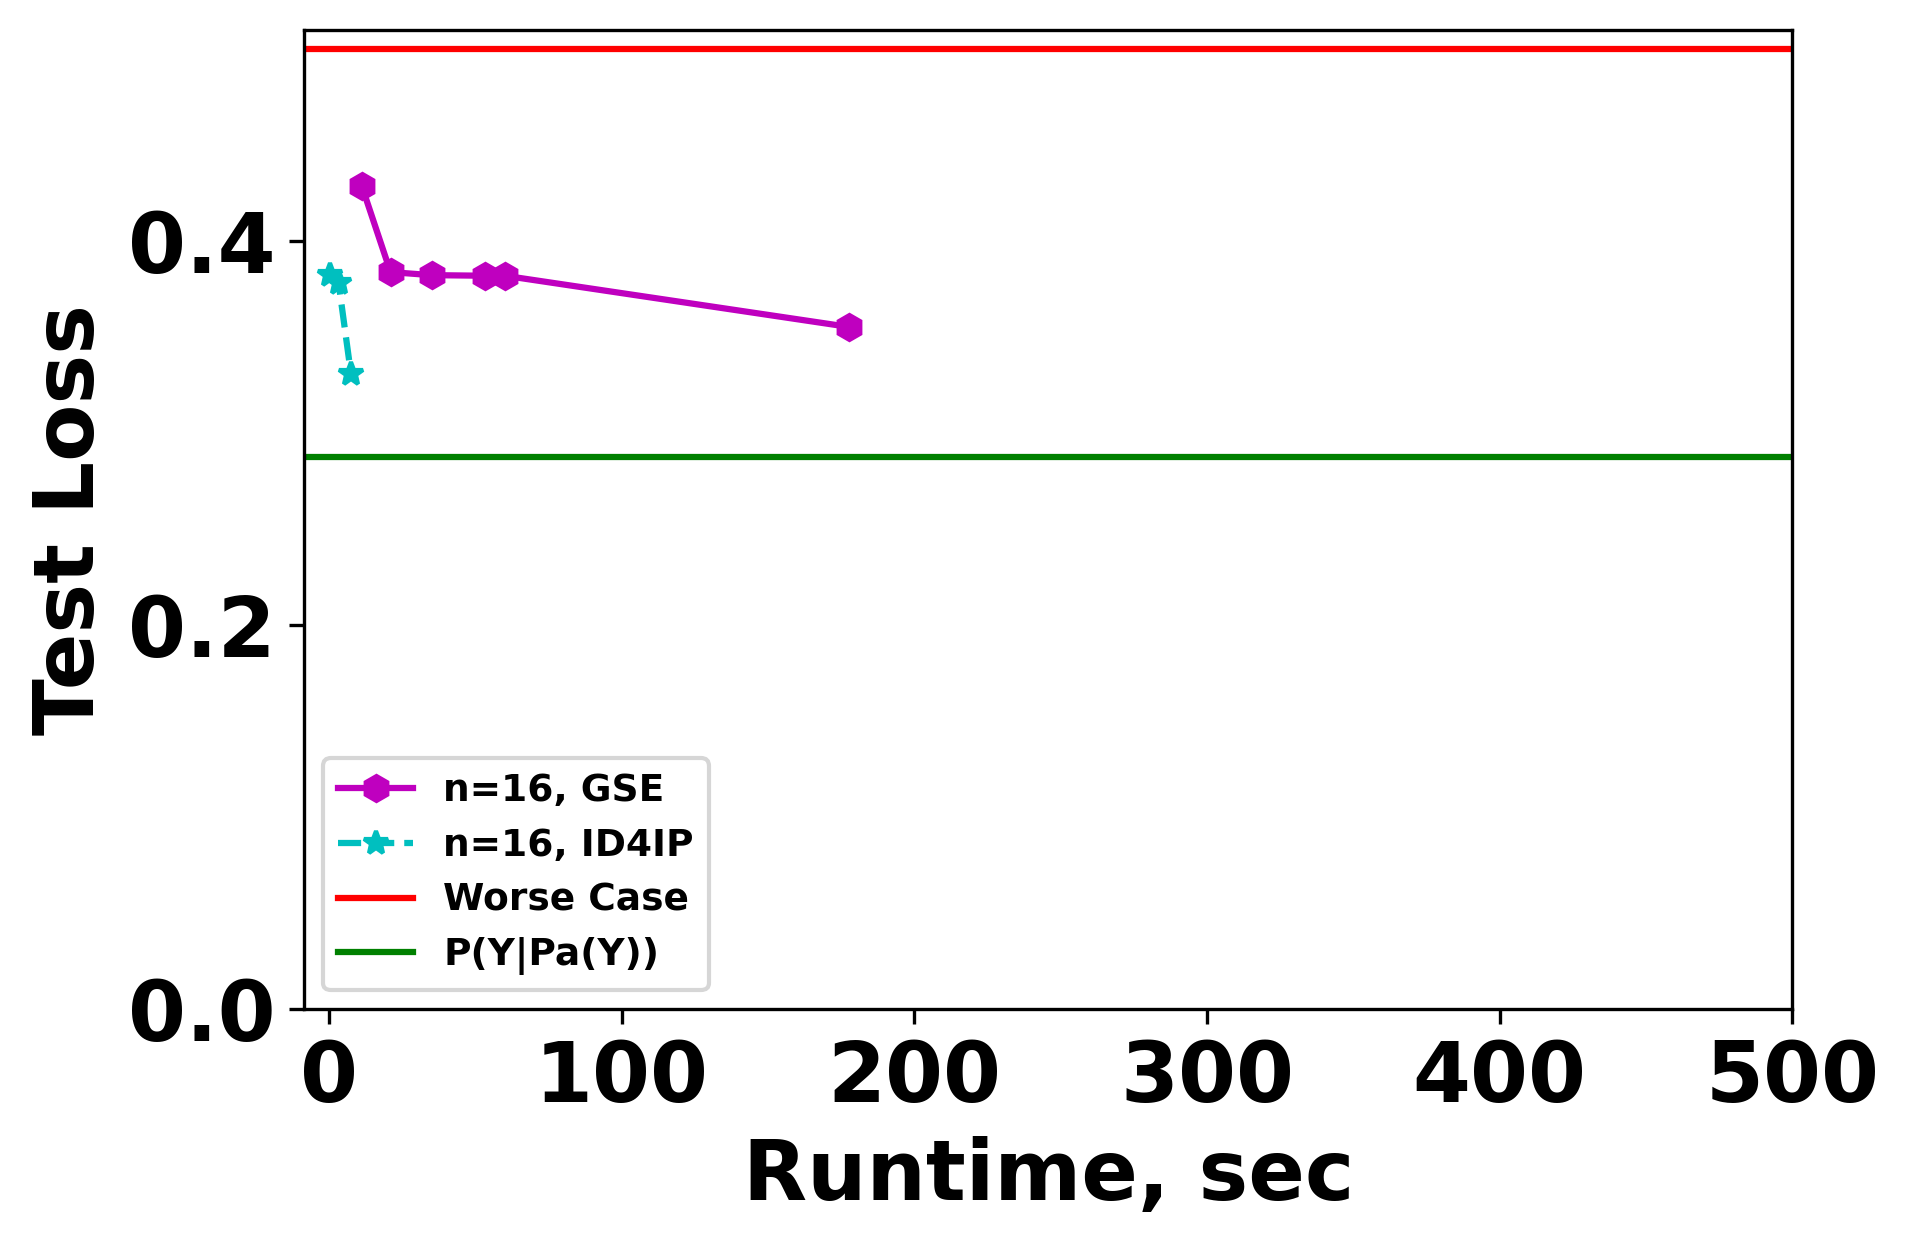 Test Loss
0.4
0.2
0.0
n=16, GSE
n=16, ID4IP
Worse Case
P(Y|Pa(Y))
0 100 200 300 400 500
Runtime, sec